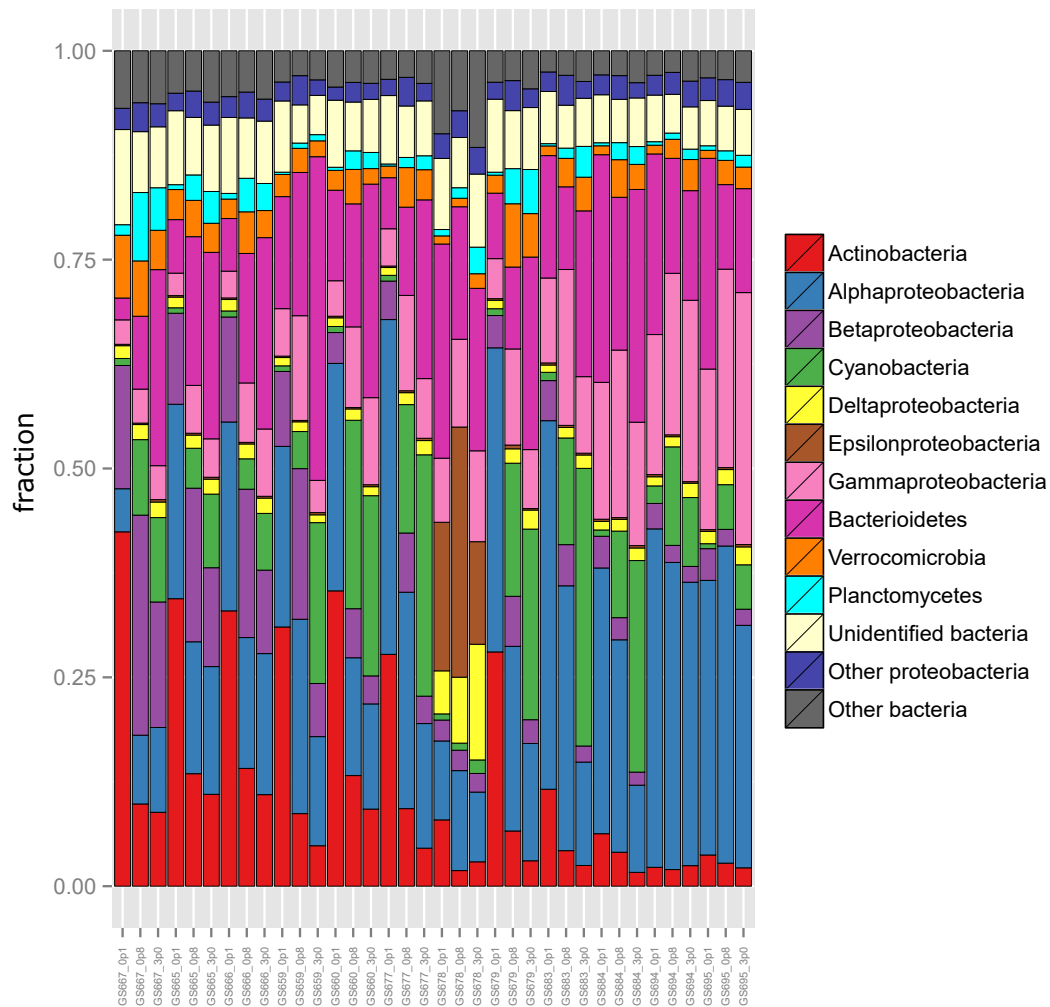 1.00
0.75
0.50
0.25
0.00
fraction
Actinobacteria
Alphaproteobacteria
Betaproteobacteria
Cyanobacteria
Deltaproteobacteria
Epsilonproteobacteria
Gammaproteobacteria
Bacterioidetes
Verrocomicrobia
Planctomycetes
Unidentified bacteria
Other proteobacteria
Other bacteria
GS667_0p1
GS667_0p8
GS667_3p0
GS665_0p1
GS665_0p8
GS665_3p0
GS666_0p1
GS666_0p8
GS666_3p0
GS659_0p1
GS659_0p8
GS659_3p0
GS660_0p1
GS660_0p8
GS660_3p0
GS677_0p1
GS677_0p8
GS677_3p0
GS678_0p1
GS678_0p8
GS678_3p0
GS679_0p1
GS679_0p8
GS679_3p0
GS683_0p1
GS683_0p8
GS683_3p0
GS684_0p1
GS684_0p8
GS684_3p0
GS694_0p1
GS694_0p8
GS694_3p0
GS695_0p1
GS695_0p8
GS695_3p0